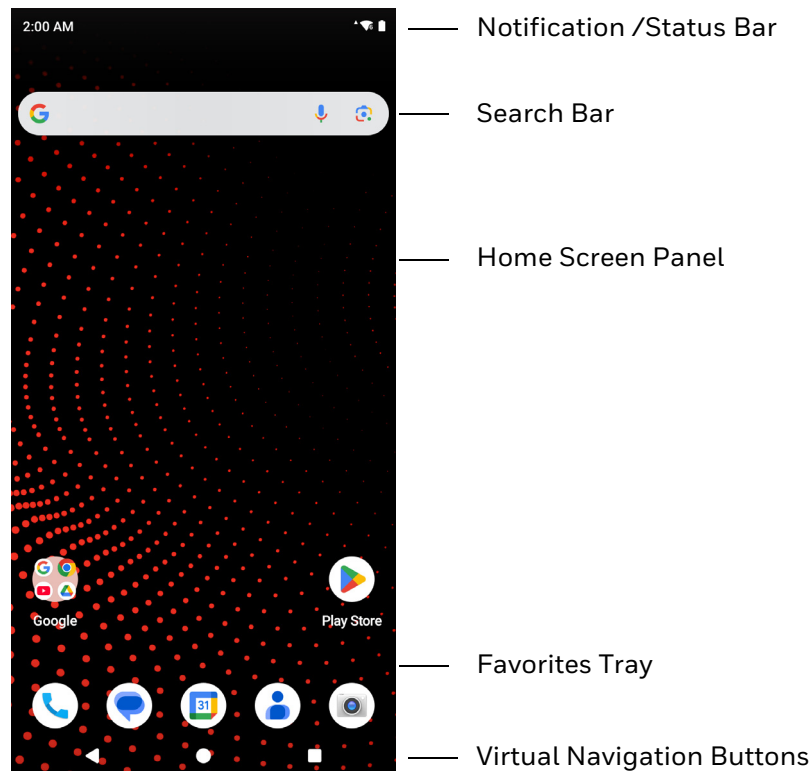 2:00 AM
Notification /Status Bar
Search Bar
Home Screen Panel
Google
Play Store
Favorites Tray
31
Virtual Navigation Buttons